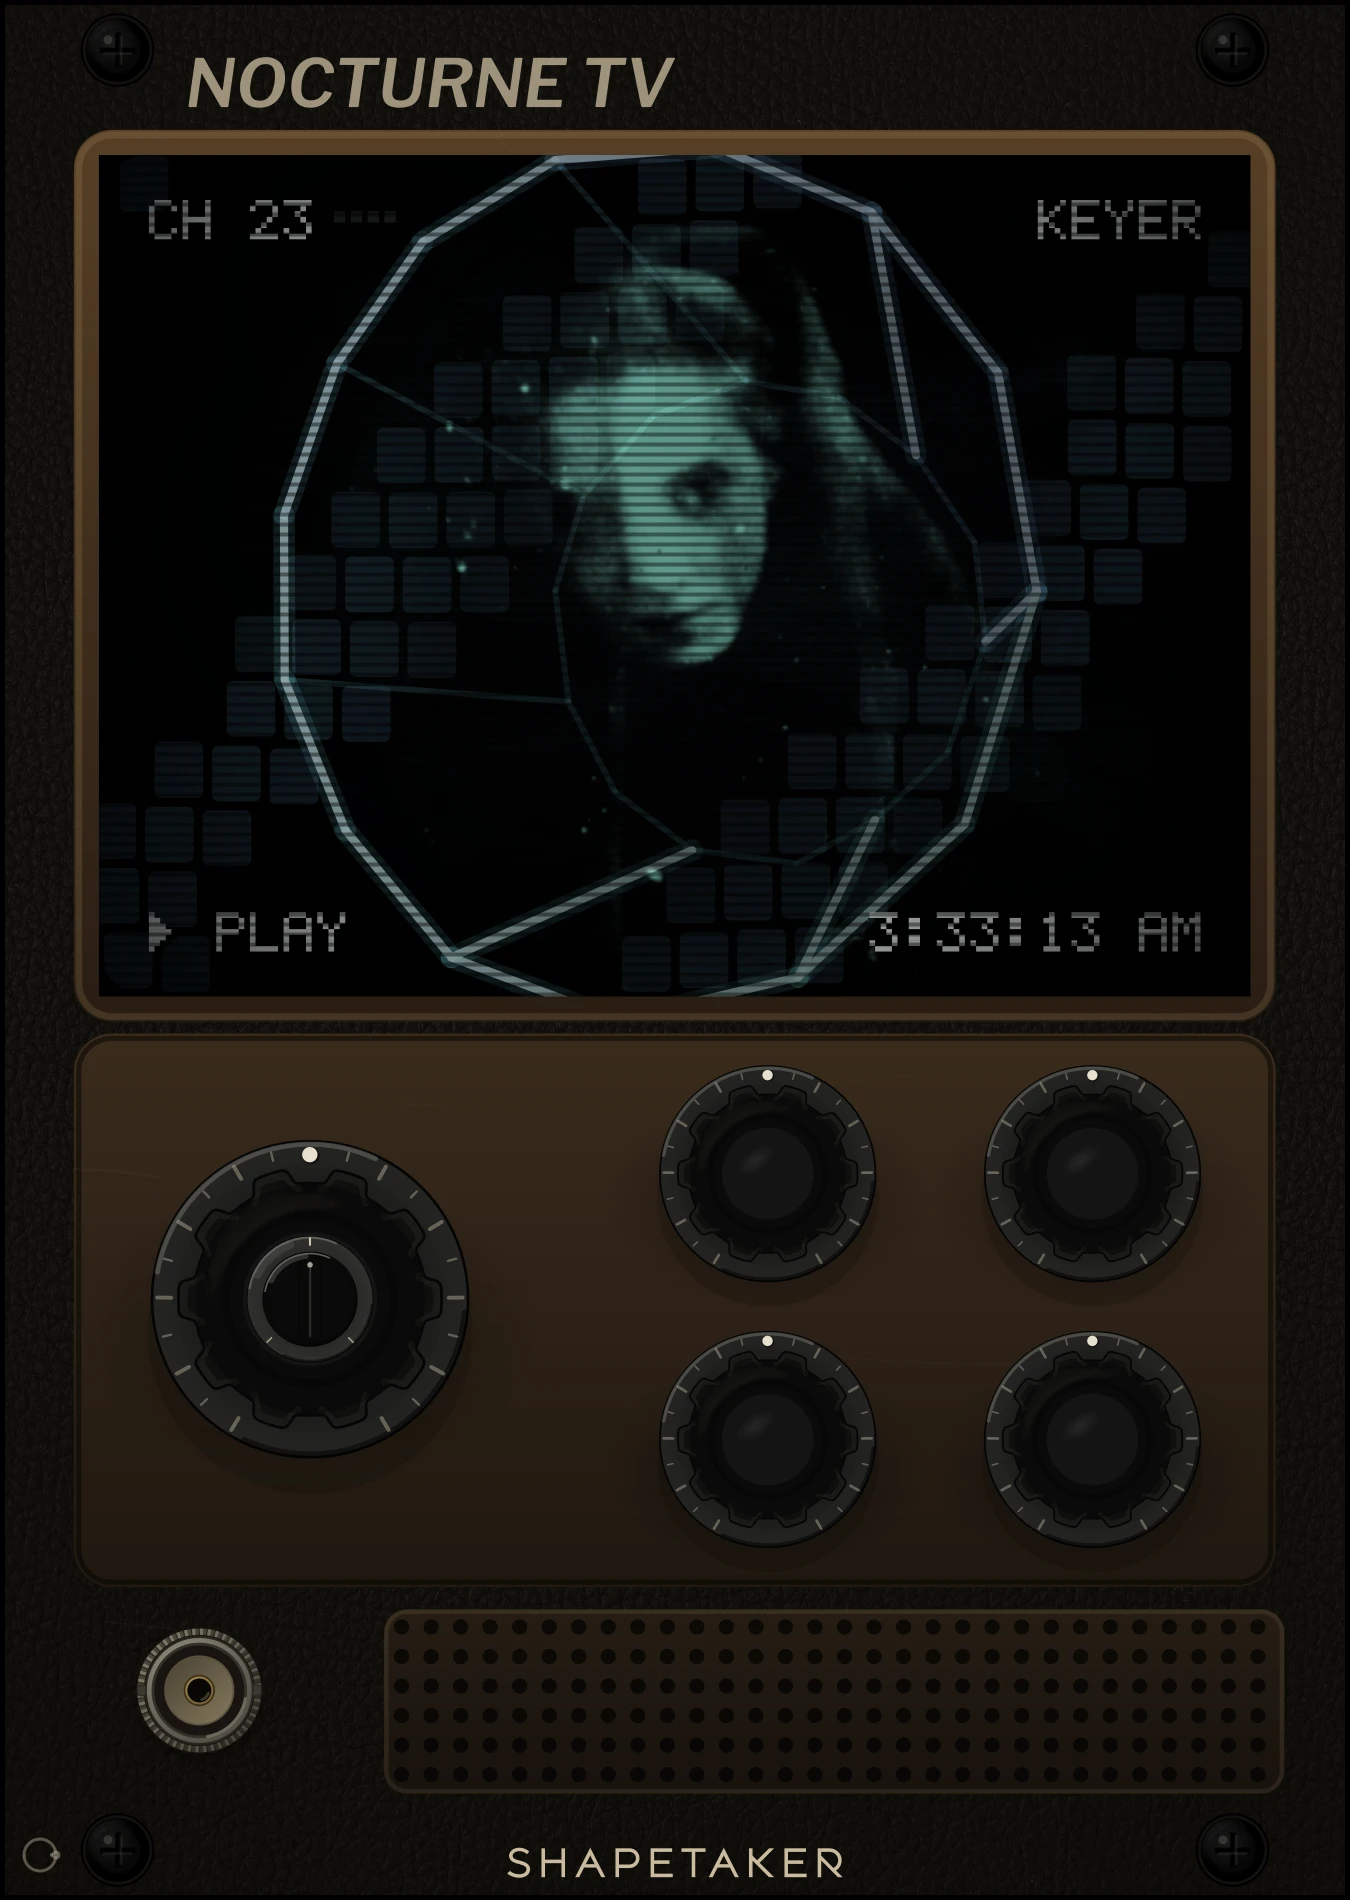 NOCTURNE TV
CH 23 ----
KEYER
▶ PLAY
3:33:13 AM
SHAPETAKER